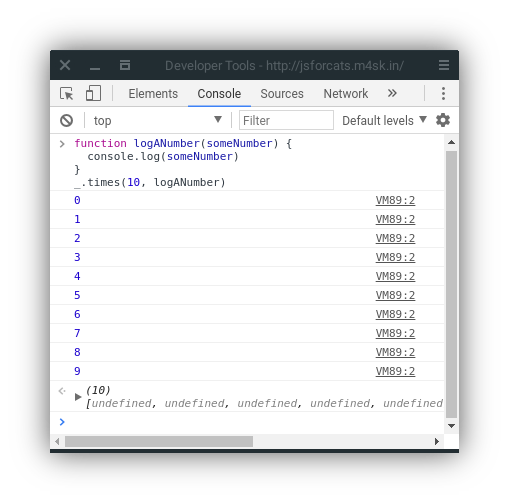 Developer Tools - http://jsforcats.m4sk.in/
Elements Console Sources Network »
top Filter Default levels
function logANumber(someNumber) {
console.log(someNumber)
}
_.times(10, logANumber)
0 VM89:2
1 VM89:2
2 VM89:2
3 VM89:2
4 VM89:2
5 VM89:2
6 VM89:2
7 VM89:2
8 VM89:2
9 VM89:2
(10)
[undefined, undefined, undefined, undefined, undefined